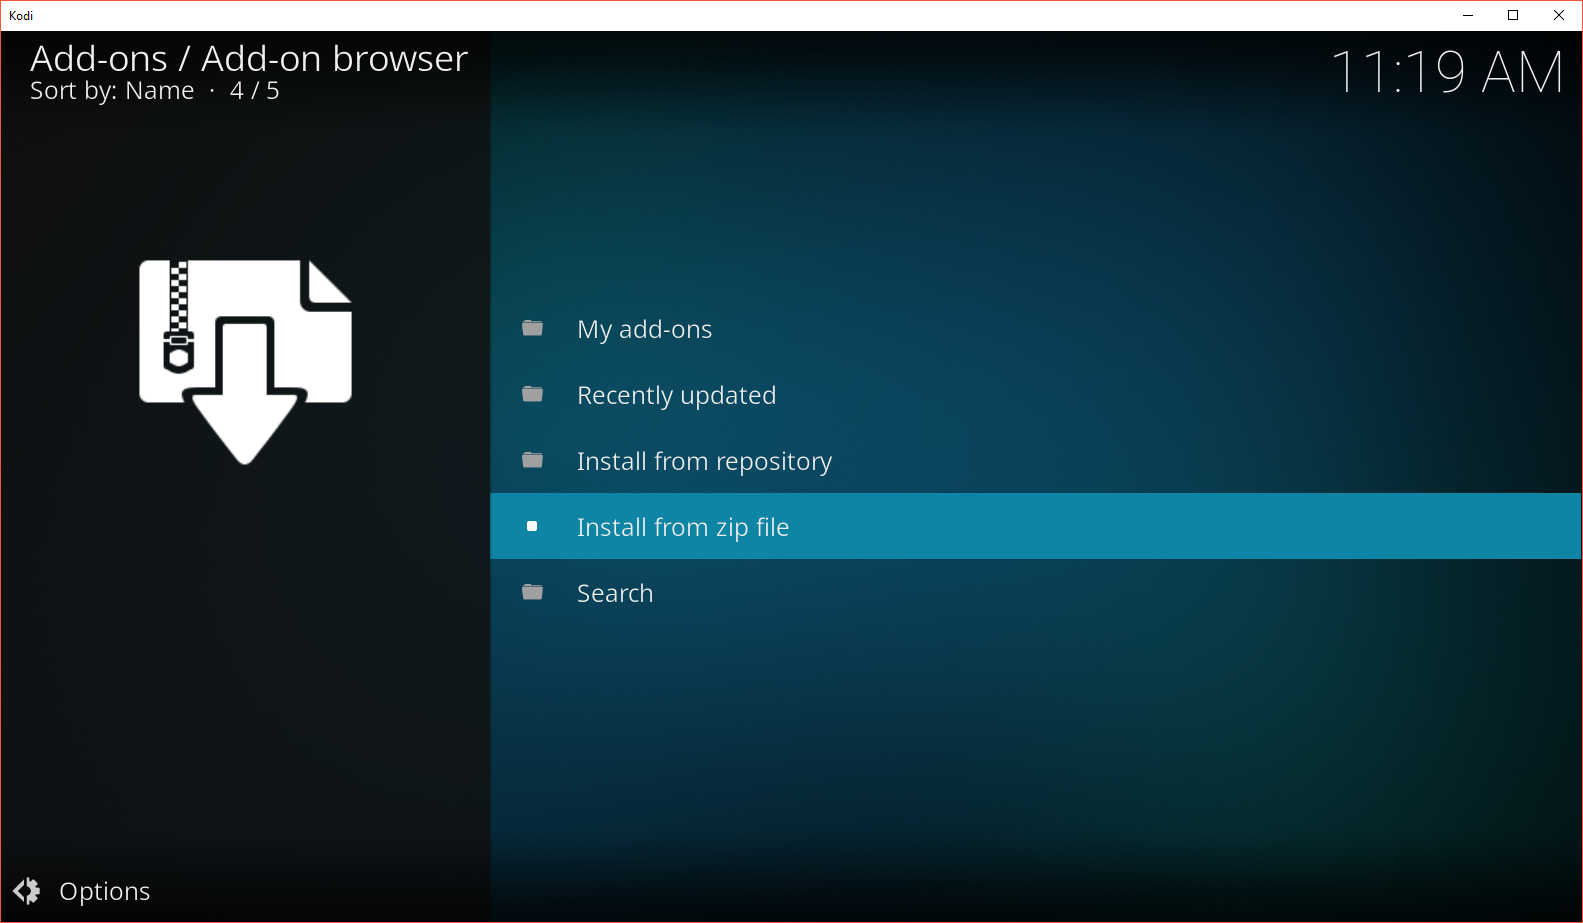 Kodi
Add-ons / Add-on browser
Sort by: Name · 4 / 5
11:19 AM
My add-ons
Recently updated
Install from repository
Install from zip file
Search
Options